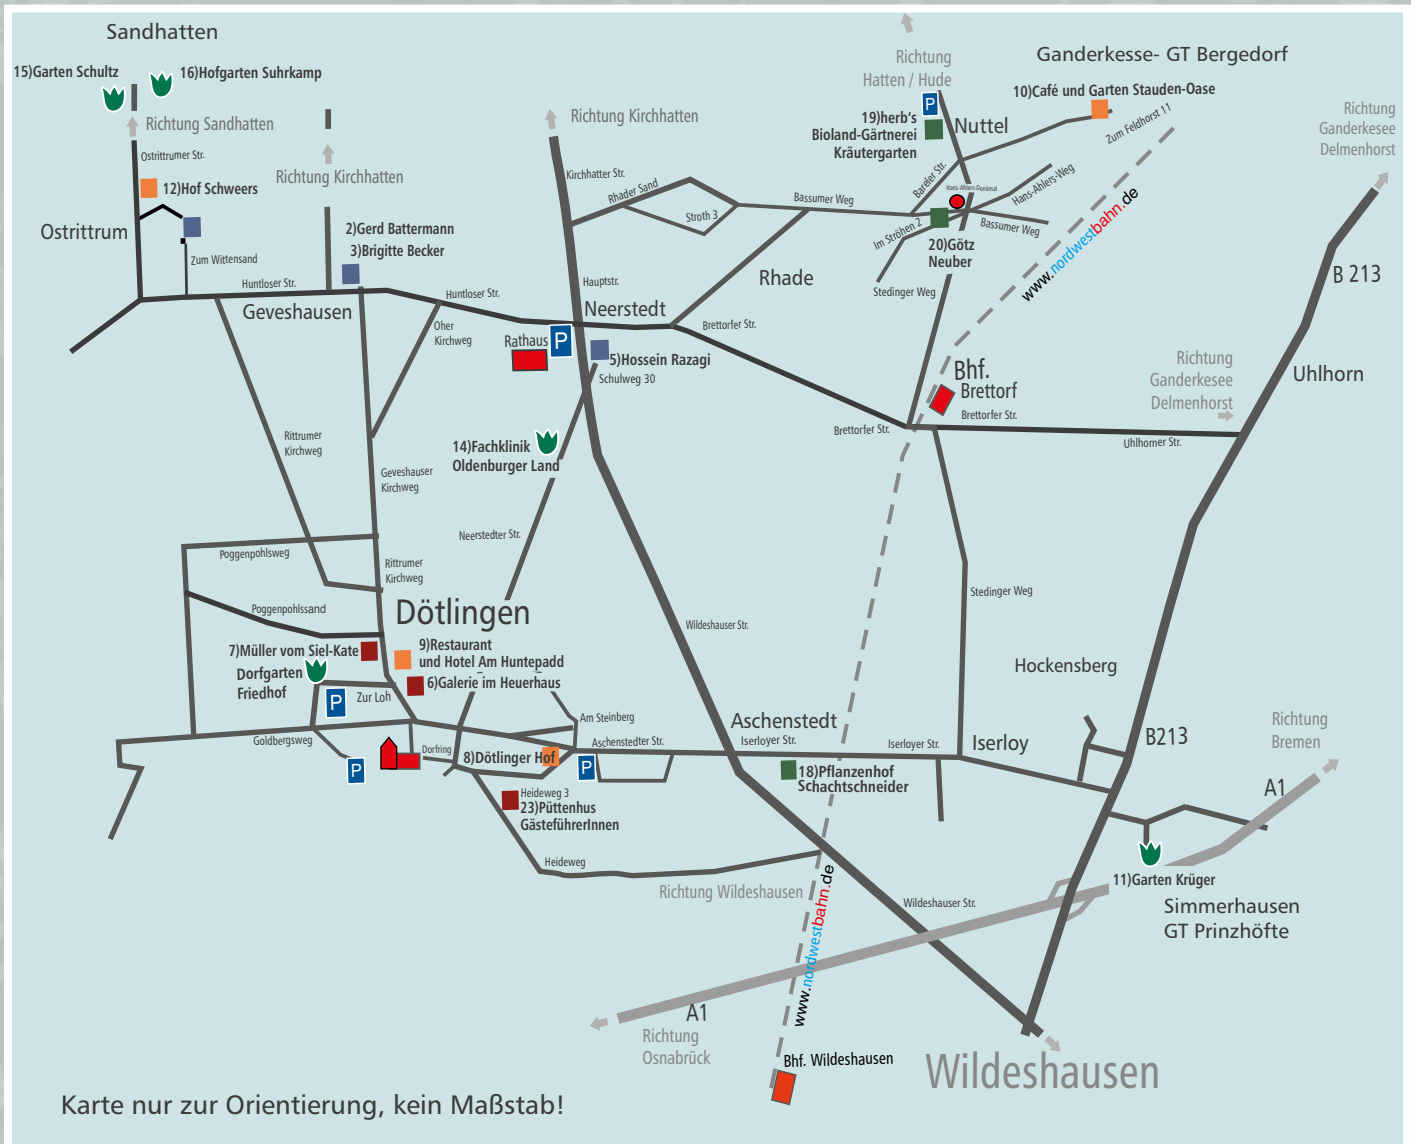 Sandhatten
15)Garten Schultz
16)Hofgarten Suhrkamp
Richtung Sandhatten
Ostrittrumer Str.
12)Hof Schweers
Ostrittrum
Zum Wittensand
Huntloser Str.
Geveshausen
Richtung Kirchhatten
2)Gerd Battermann
3)Brigitte Becker
Huntloser Str.
Oher
Kirchweg
Richtung Kirchhatten
Kirchhatter Str.
Rhader Sand
Stroth 3
Hauptstr.
Neerstedt
Rathaus
P
5)Hossein Razagi
Schulweg 30
Brettorfer Str.
Rhade
Bassumer Weg
Richtung
Hatten / Hude
P
19)herb's
Bioland-Gärtnerei
Kräutergarten
Nuttel
Bareler Str.
Hans-Ahlers-Denkmal
Hans-Ahlers-Weg
Bassumer Weg
Im Ströhen 2
20)Götz
Neuber
Stedinger Weg
Ganderkesse- GT Bergedorf
10)Café und Garten Stauden-Oase
Zum Feldhorst 11
www.nordwestbahn.de
Richtung
Ganderkesee
Delmenhorst
B 213
Uhlhorn
Richtung
Ganderkesee
Delmenhorst
Bhf.
Brettorf
Brettorfer Str.
Brettorfer Str.
Uhlhorner Str.
14)Fachklinik
Oldenburger Land
Rittrumer
Kirchweg
Geveshauser
Kirchweg
Neerstedter Str.
Poggenpohlsweg
Rittrumer
Kirchweg
Poggenpohlssand
Dötlingen
Stedinger Weg
Wildeshauser Str.
7)Müller vom Siel-Kate
9)Restaurant
und Hotel Am Huntepadd
Dorfgarten
Friedhof
6)Galerie im Heuerhaus
P
Zur Loh
Goldbergsweg
P
Dorfring
8)Dötlinger Hof
Am Steinberg
Aschenstedter Str.
P
Heideweg 3
23)Püttenhus
GästeführerInnen
Heideweg
Aschenstedt
Iserloyer Str.
Iserloyer Str.
Iserloy
18)Pflanzenhof
Schachtschneider
Hockensberg
B213
Richtung
Bremen
A1
11)Garten Krüger
Simmerhausen
GT Prinzhöfte
Richtung Wildeshausen
Wildeshauser Str.
www.nordwestbahn.de
A1
Richtung
Osnabrück
Bhf. Wildeshausen
Wildeshausen
Karte nur zur Orientierung, kein Maßstab!